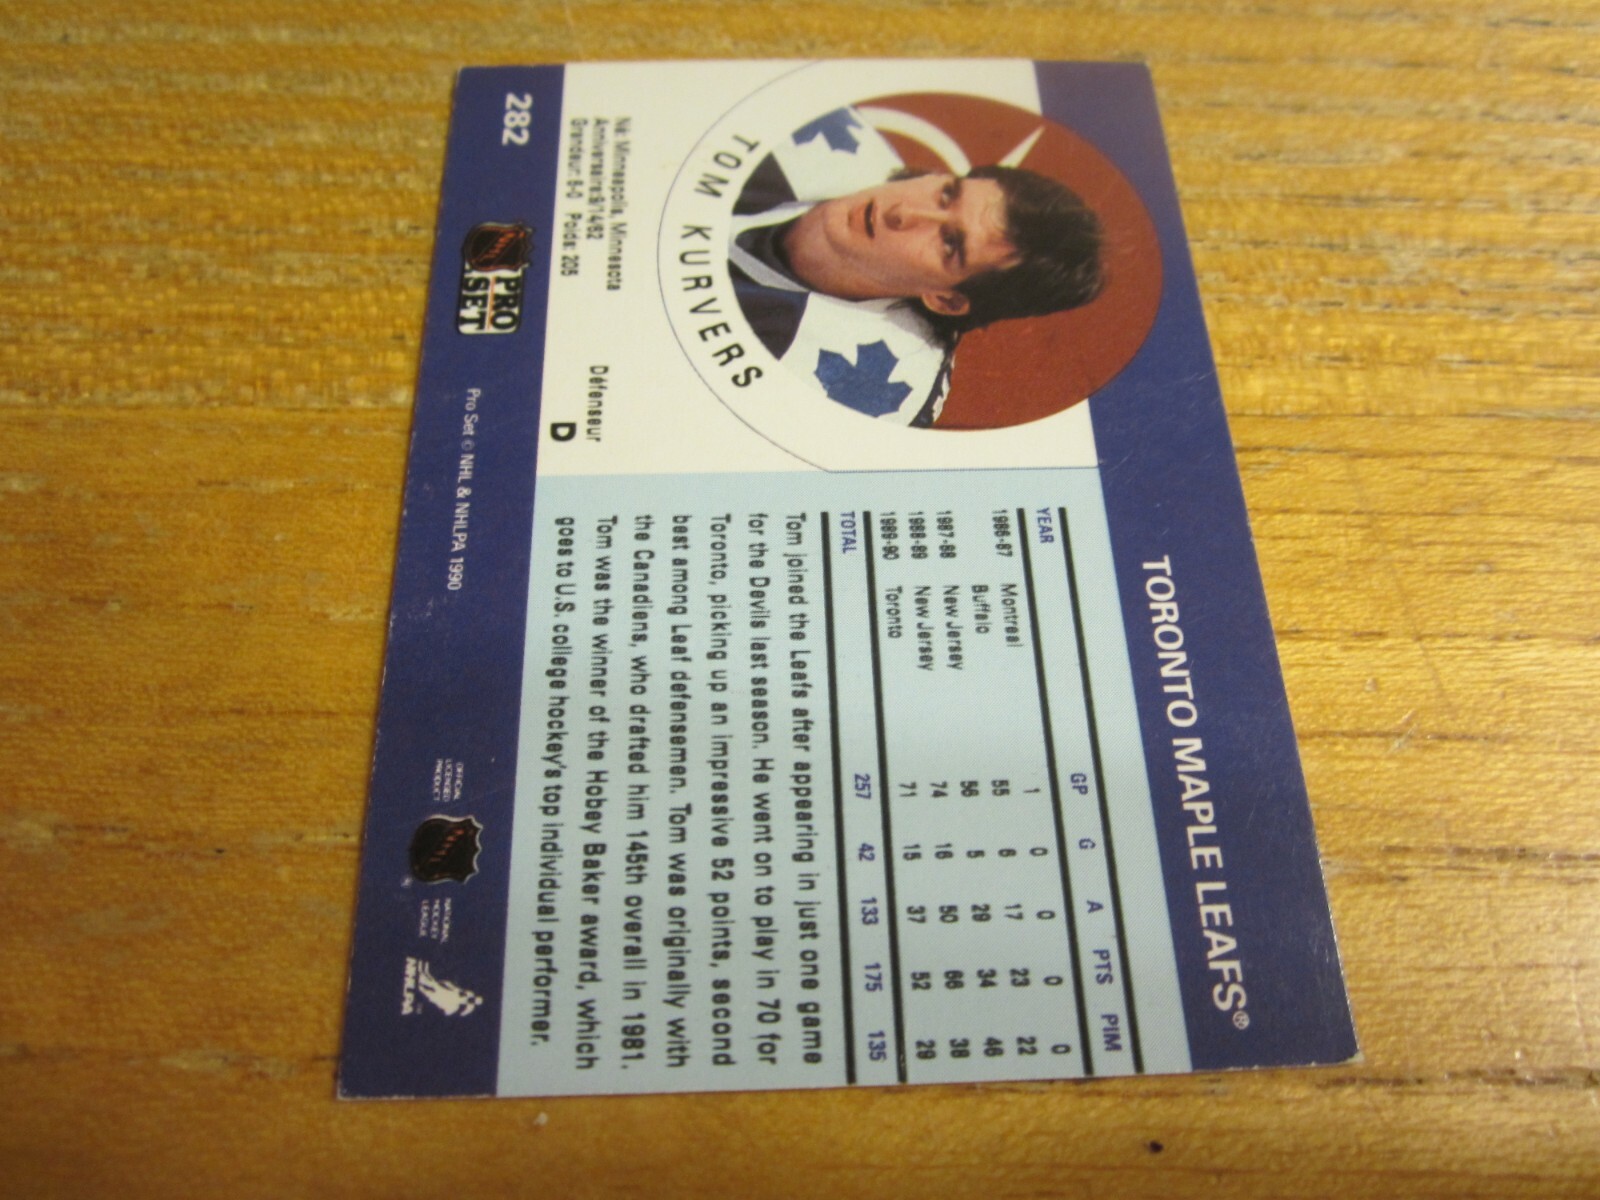 TORONTO MAPLE LEAFS®
TOM KURVERS
Né: Minneapolis, Minnesota
Anniversaire:9/14/62
Grandeur: 6-0 Poids: 205
Défenseur
D
YEAR GP G A PTS PIM
1986-87 Montreal 1 0 0 0 0
Buffalo 55 6 17 23 22
1987-88 New Jersey 56 5 29 34 46
1988-89 New Jersey 74 16 50 66 38
1989-90 Toronto 71 15 37 52 29
TOTAL 257 42 133 175 135
Tom joined the Leafs after appearing in just one game
for the Devils last season. He went on to play in 70 for
Toronto, picking up an impressive 52 points, second
best among Leaf defensemen. Tom was originally with
the Canadiens, who drafted him 145th overall in 1981.
Tom was the winner of the Hobey Baker award, which
goes to U.S. college hockey's top individual performer.
282
PRO
SET
Pro Set © NHL & NHLPA 1990
OFFICIAL
LICENSED
PRODUCT
NATIONAL
HOCKEY
LEAGUE
NHLPA